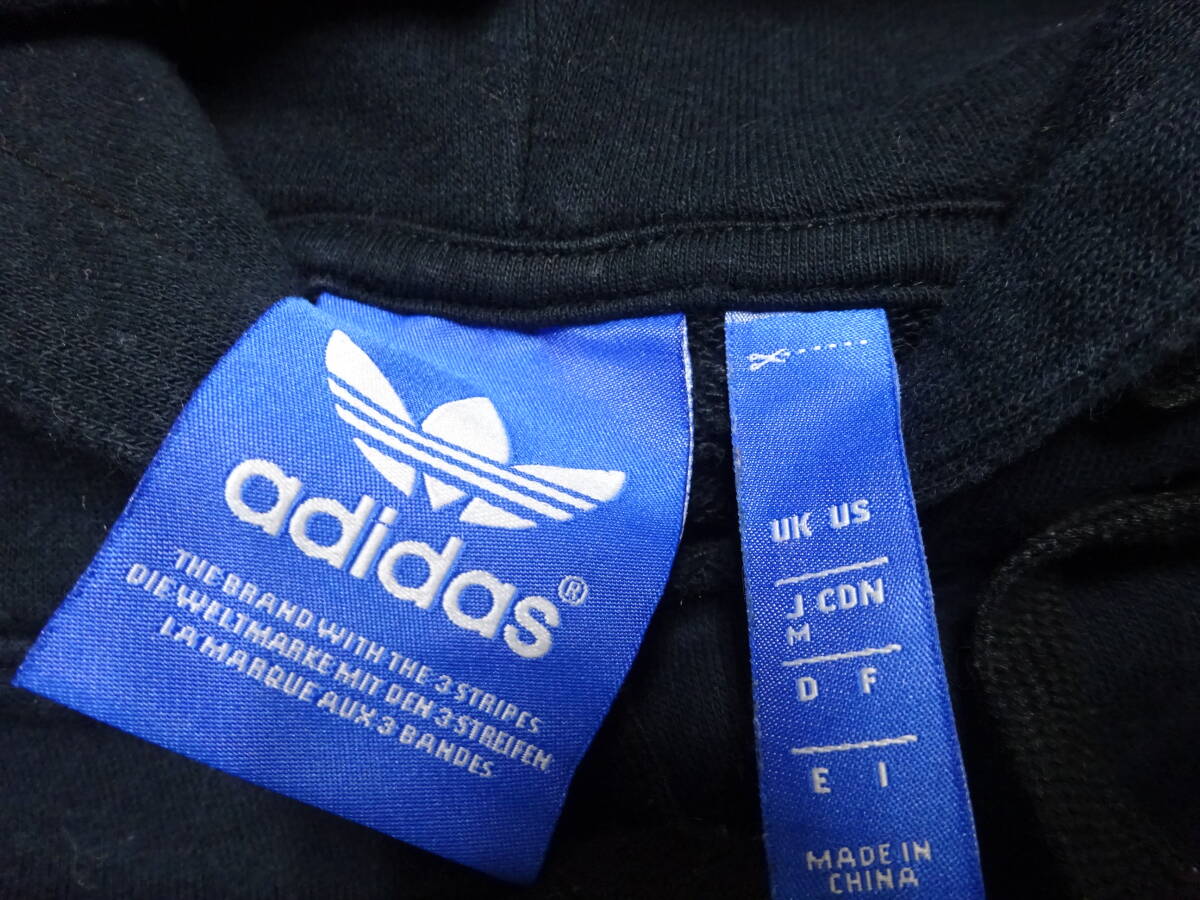 adidas®
THE BRAND WITH THE 3 STRIPES
DIE WELTMARKE MIT DEN 3 STREIFEN
LA MARQUE AUX 3 BANDES
UK US
J CDN
M
D F
E I
MADE IN
CHINA